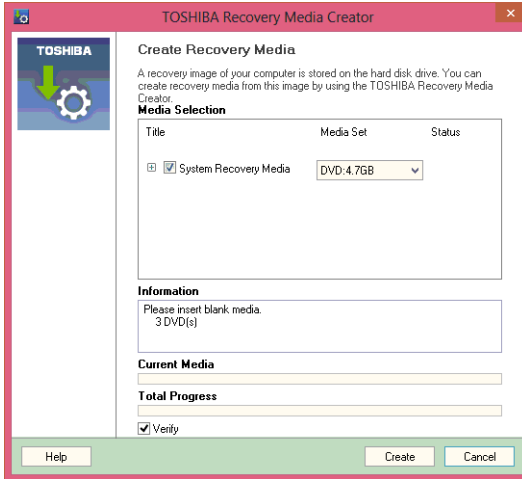 TOSHIBA Recovery Media Creator
TOSHIBA
Create Recovery Media
A recovery image of your computer is stored on the hard disk drive. You can
create recovery media from this image by using the TOSHIBA Recovery Media
Creator.
Media Selection
Title Media Set Status
System Recovery Media DVD:4.7GB
Information
Please insert blank media.
3 DVD(s)
Current Media
Total Progress
Verify
Help Create Cancel